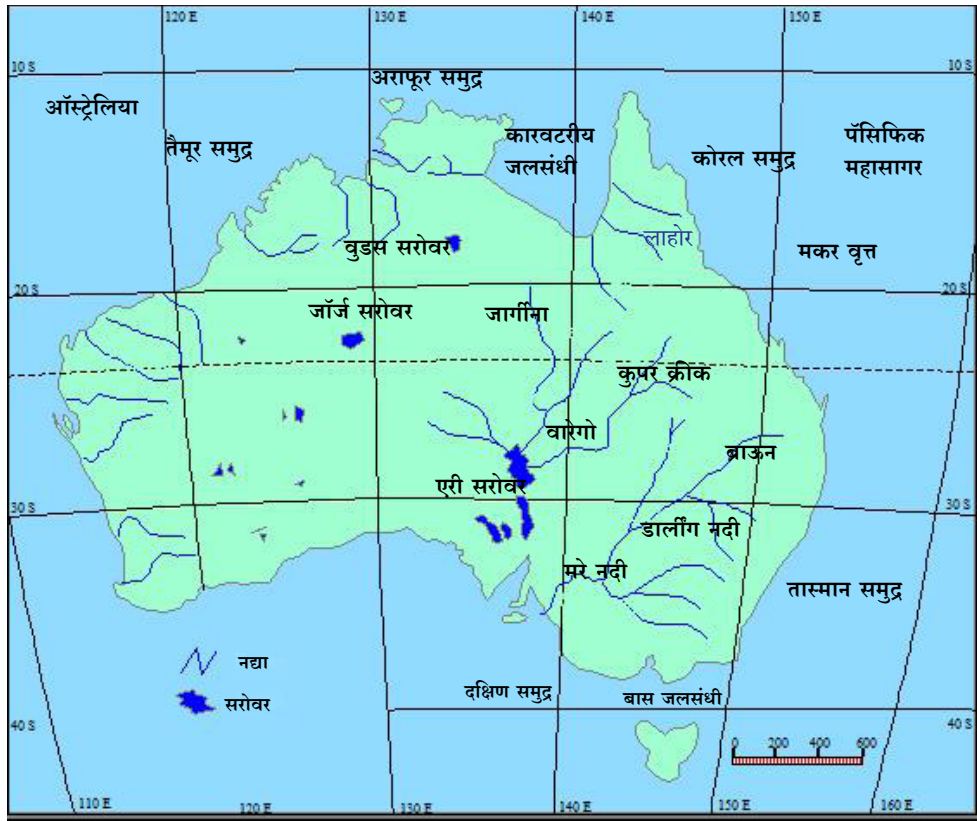 120 E
130 E
140 E
150 E
10 S
10 S
अराफूर समुद्र
ऑस्ट्रेलिया
तैमूर समुद्र
कारवटरीय
जलसंधी
कोरल समुद्र
पॅसिफिक
महासागर
लाहोर
वुडस सरोवर
मकर वृत्त
20 S
20 S
जॉर्ज सरोवर
जार्गीना
कुपर क्रीक
वारेगो
ब्राऊन
एरी सरोवर
30 S
30 S
डार्लींग नदी
मरे नदी
तास्मान समुद्र
नद्या
सरोवर
दक्षिण समुद्र
बास जलसंधी
40 S
40 S
0 200 400 600
110 E
120 E
130 E
140 E
150 E
160 E